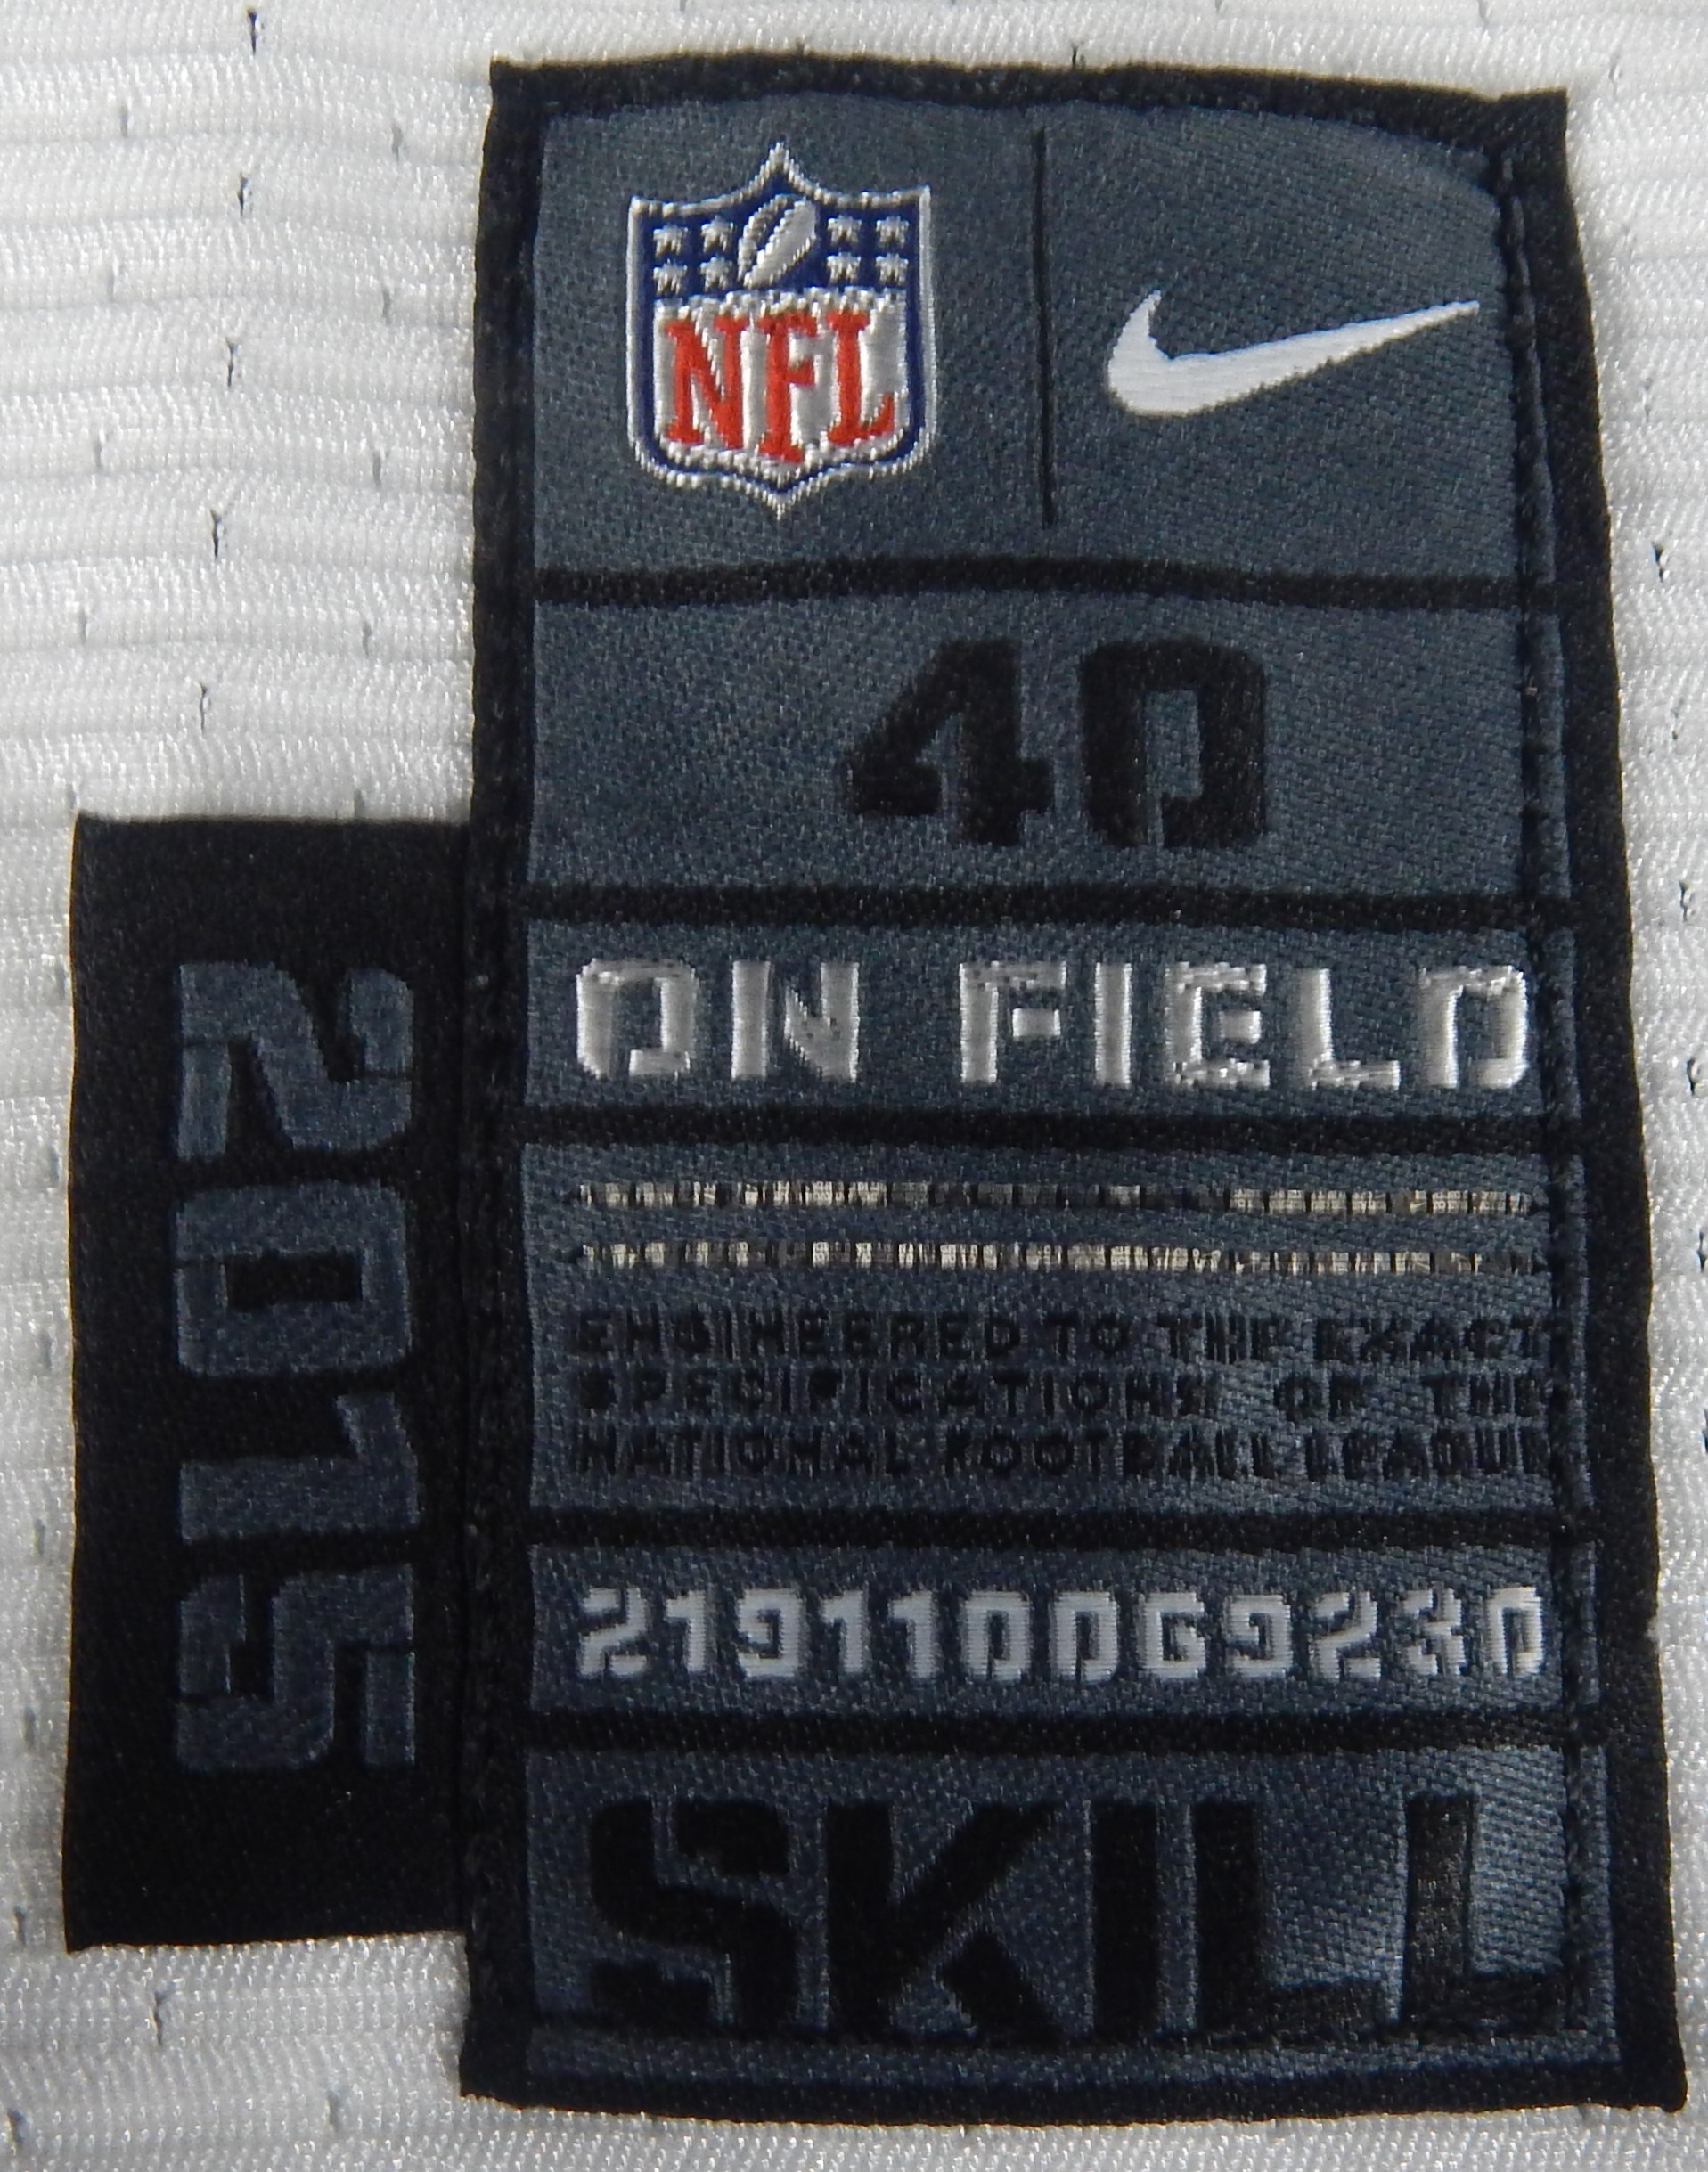 NFL
40
ON FIELD
ENGINEERED TO THE EXACT
SPECIFICATIONS OF THE
NATIONAL FOOTBALL LEAGUE
2191100G9230
SKILL
2015